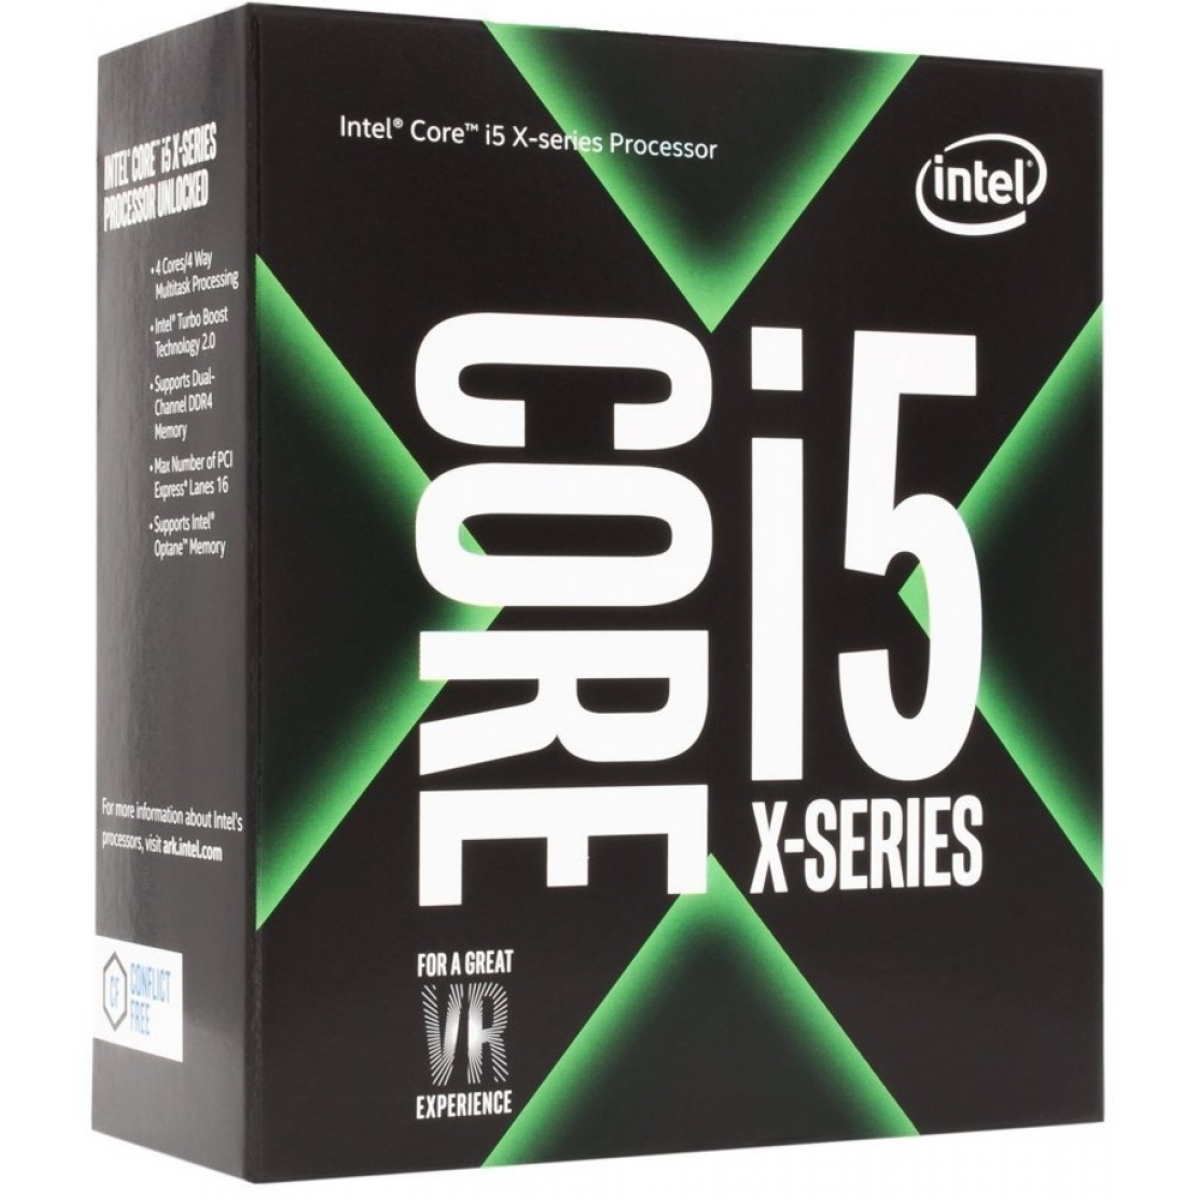 Intel® Core™ i5 X-series Processor
intel®
CORE i5
X-SERIES
FOR A GREAT
VR
EXPERIENCE
INTEL® CORE™ i5 X-SERIES
PROCESSOR UNLOCKED
• 4 Cores/4 Way
Multitask Processing
• Intel® Turbo Boost
Technology 2.0
• Supports Dual-
Channel DDR4
Memory
• Max Number of PCI
Express® Lanes 16
• Supports Intel®
Optane™ Memory
For more information about Intel's
processors, visit ark.intel.com
CF
CONFLICT
FREE